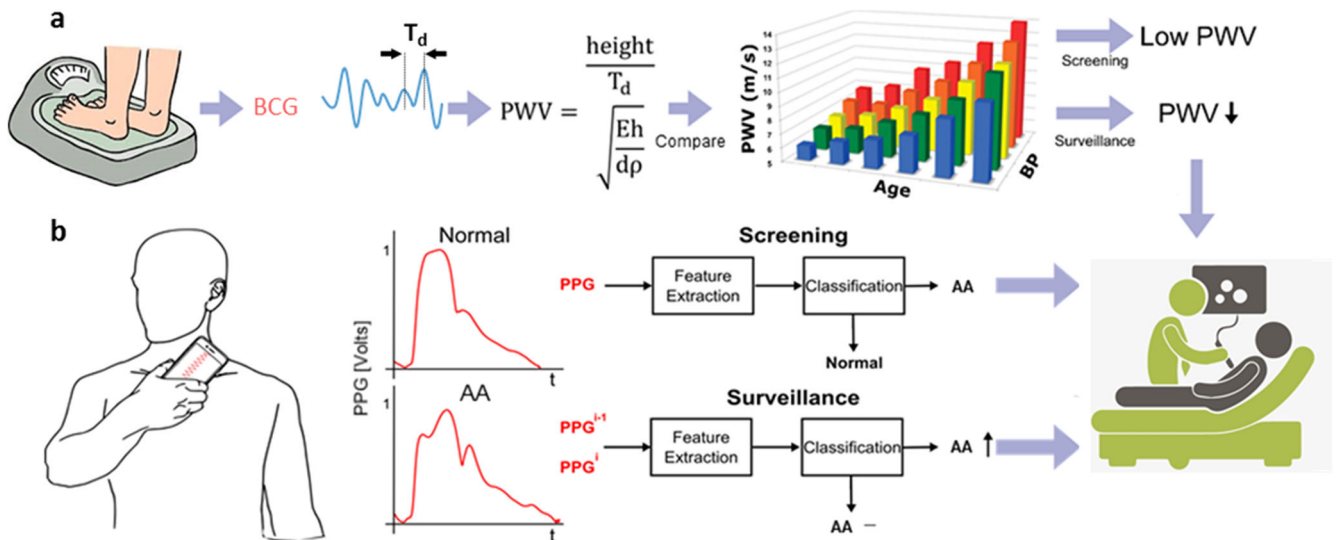 a
BCG
T_d
PWV = height / T_d
√(Eh / dρ)
Compare
PWV (m/s)
14
13
12
11
10
9
8
7
6
5
Age
BP
Screening
Low PWV
Surveillance
PWV ↓
b
PPG [Volts]
Normal
1
t
AA
1
t
Screening
PPG
Feature
Extraction
Classification
AA
Normal
Surveillance
PPG^i-1
PPG^i
Feature
Extraction
Classification
AA ↑
AA –